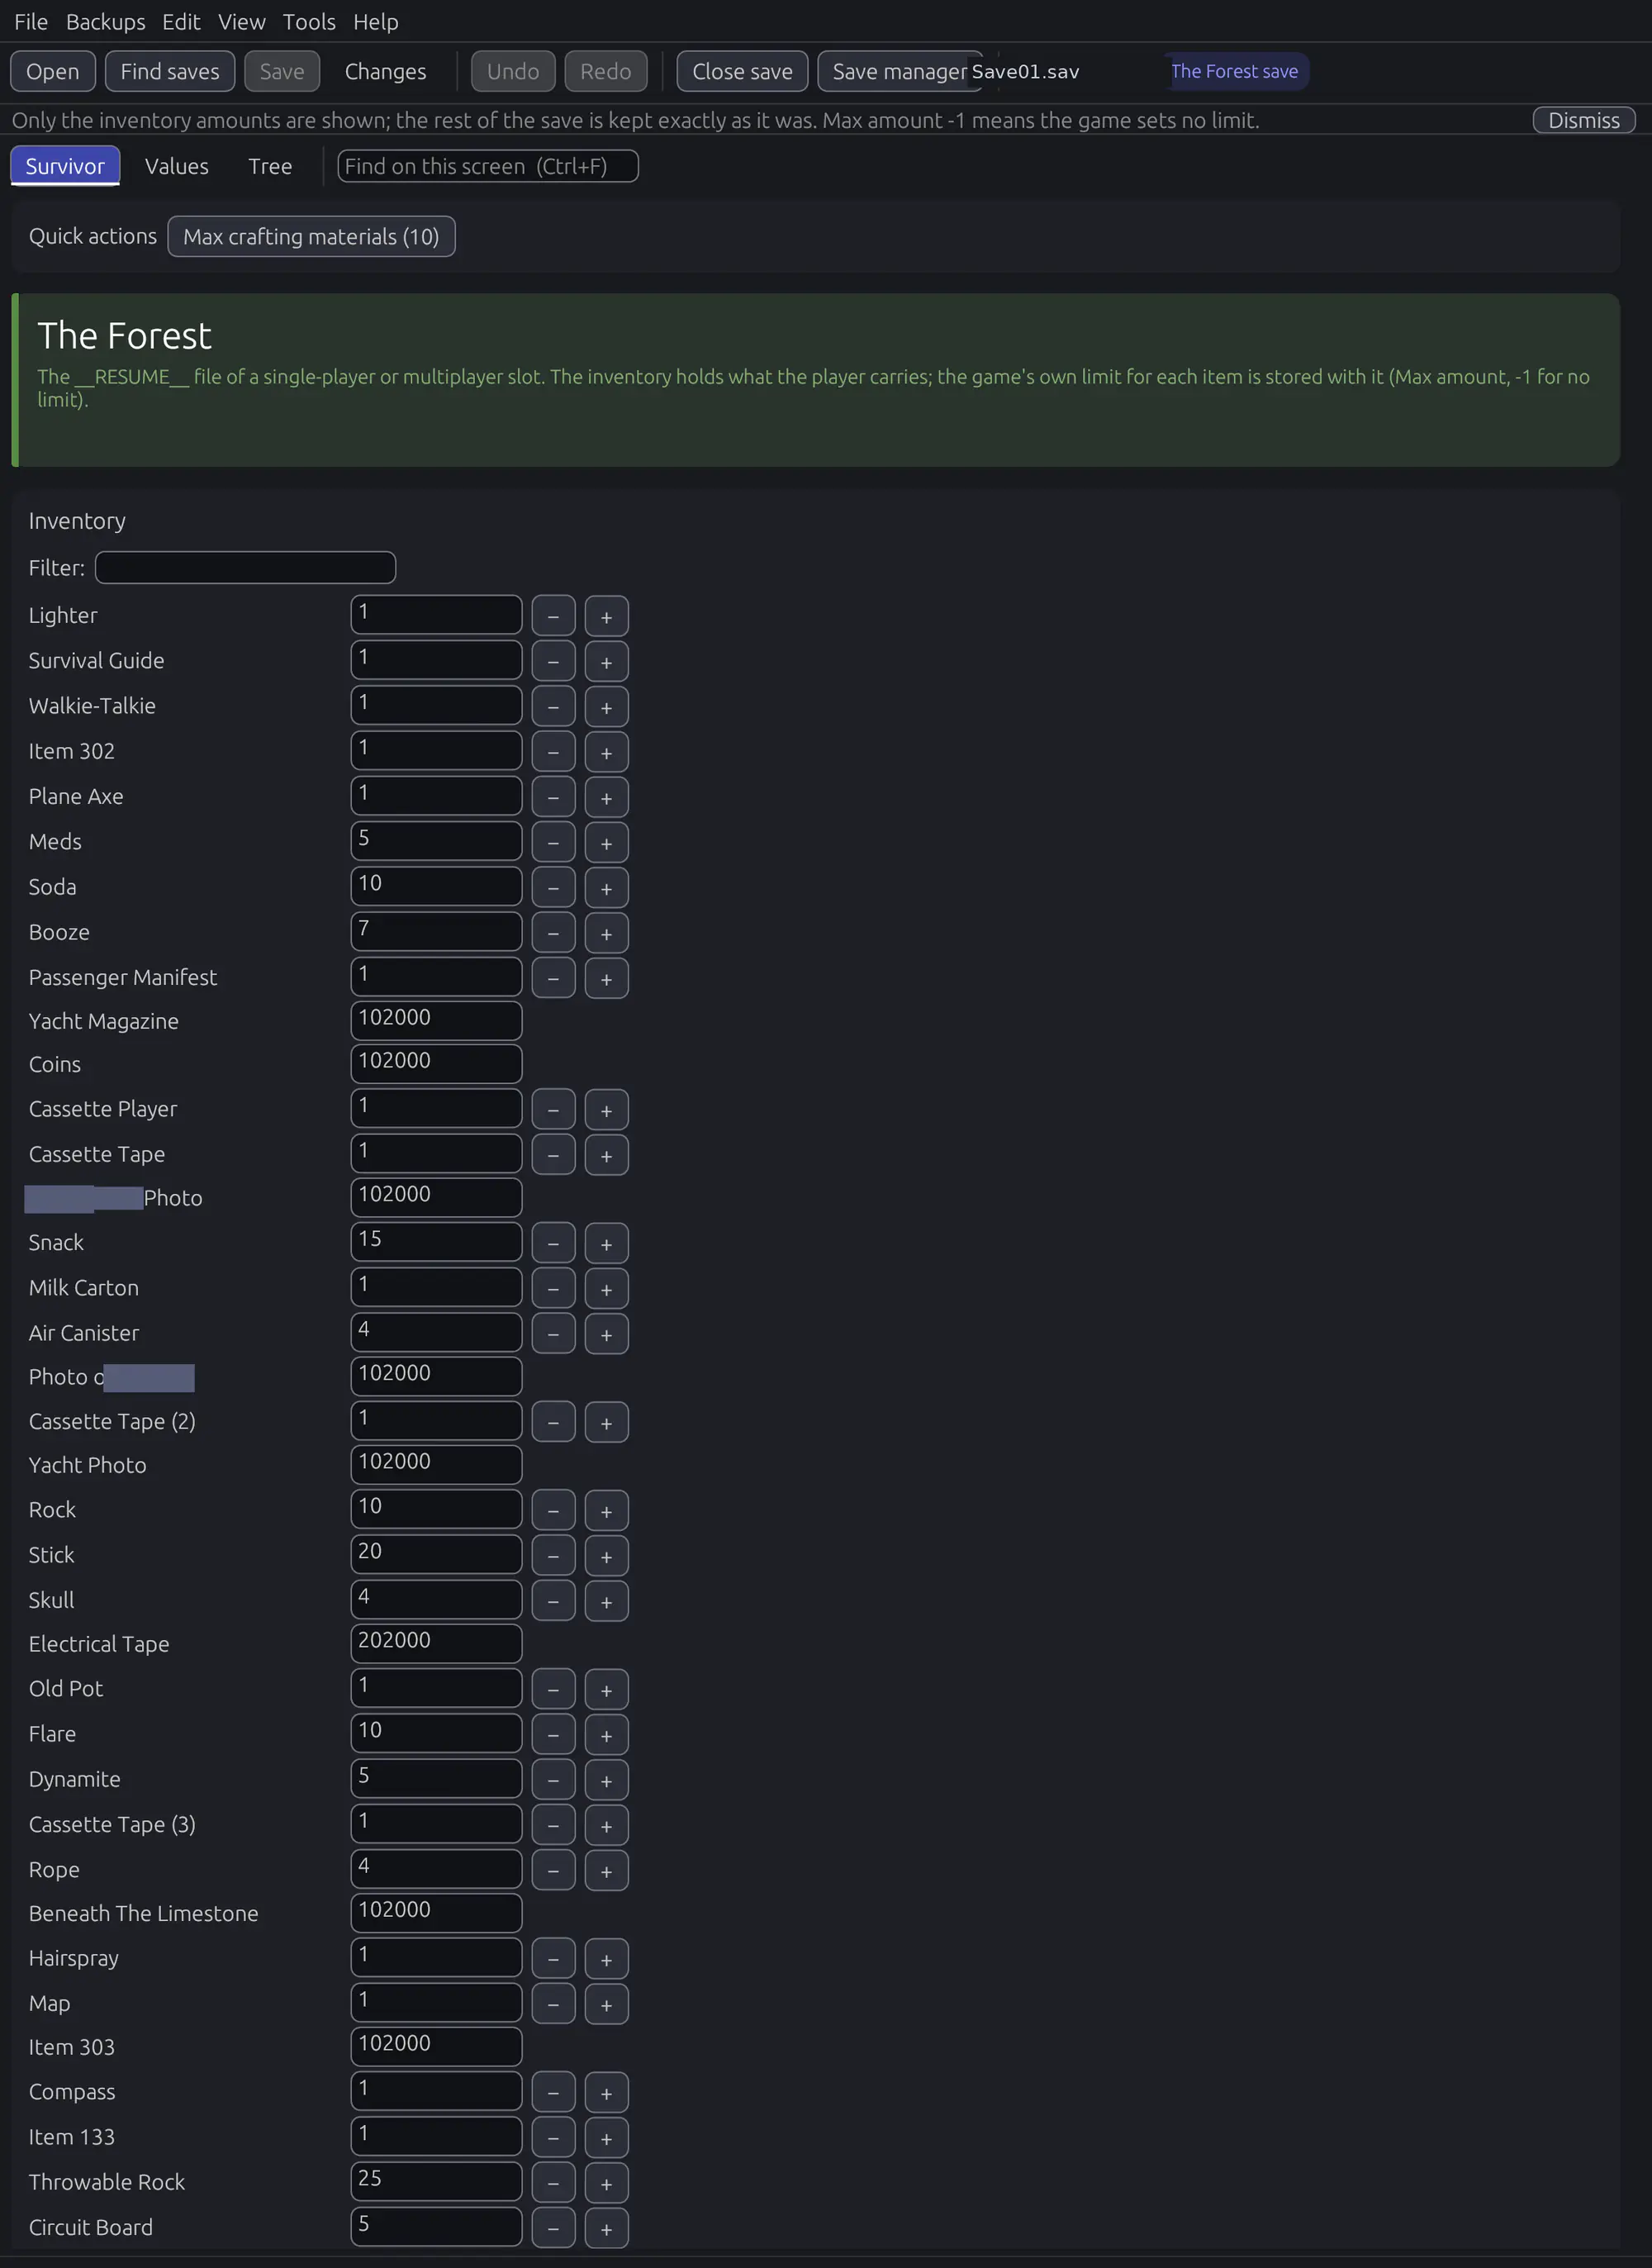 File Backups Edit View Tools Help
Open Find saves Save Changes Undo Redo Close save Save manager Save01.sav The Forest save
Only the inventory amounts are shown; the rest of the save is kept exactly as it was. Max amount -1 means the game sets no limit. Dismiss
Survivor Values Tree Find on this screen (Ctrl+F)
Quick actions Max crafting materials (10)
The Forest
The __RESUME__ file of a single-player or multiplayer slot. The inventory holds what the player carries; the game's own limit for each item is stored with it (Max amount, -1 for no
limit).
Inventory
Filter:
Lighter 1 − +
Survival Guide 1 − +
Walkie-Talkie 1 − +
Item 302 1 − +
Plane Axe 1 − +
Meds 5 − +
Soda 10 − +
Booze 7 − +
Passenger Manifest 1 − +
Yacht Magazine 102000
Coins 102000
Cassette Player 1 − +
Cassette Tape 1 − +
Photo 102000
Snack 15 − +
Milk Carton 1 − +
Air Canister 4 − +
Photo 102000
Cassette Tape (2) 1 − +
Yacht Photo 102000
Rock 10 − +
Stick 20 − +
Skull 4 − +
Electrical Tape 202000
Old Pot 1 − +
Flare 10 − +
Dynamite 5 − +
Cassette Tape (3) 1 − +
Rope 4 − +
Beneath The Limestone 102000
Hairspray 1 − +
Map 1 − +
Item 303 102000
Compass 1 − +
Item 133 1 − +
Throwable Rock 25 − +
Circuit Board 5 − +